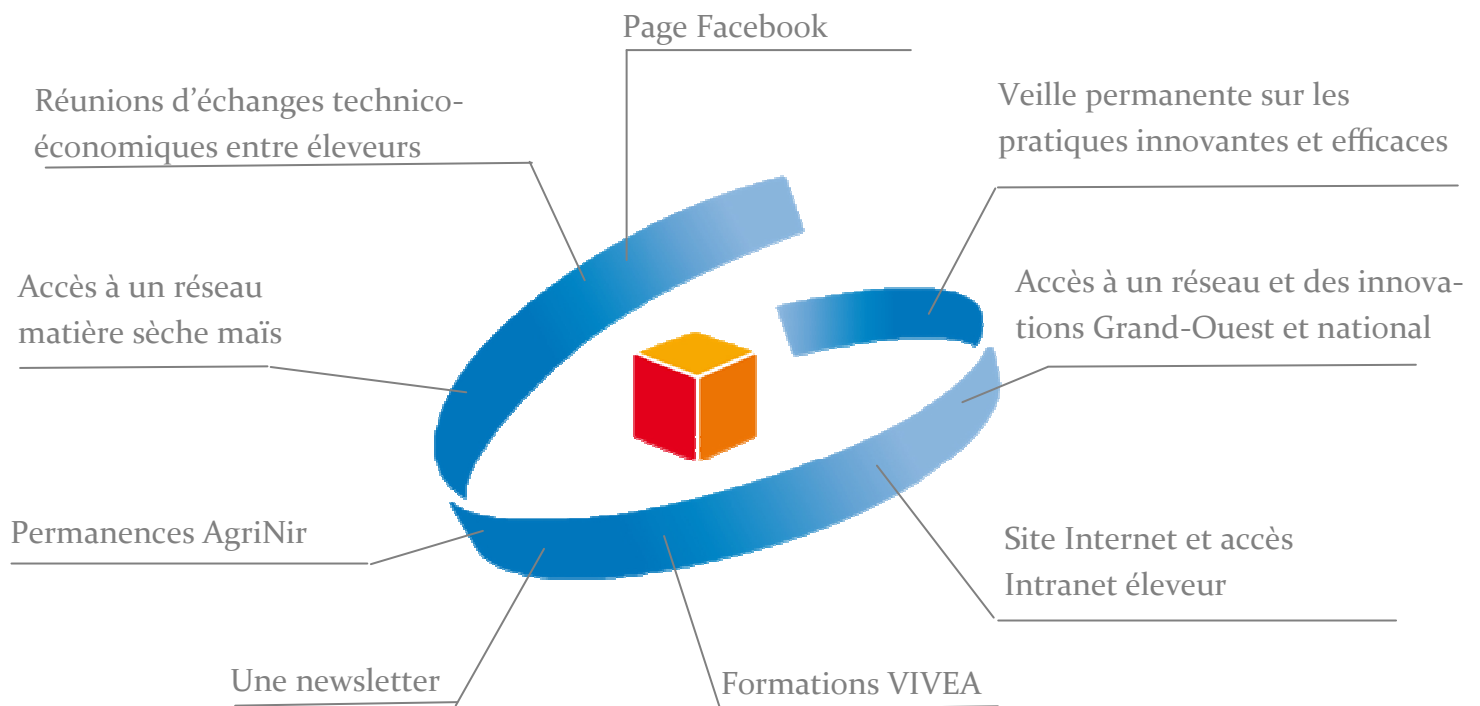 Page Facebook
Réunions d'échanges technico-
économiques entre éleveurs
Veille permanente sur les
pratiques innovantes et efficaces
Accès à un réseau
matière sèche maïs
Accès à un réseau et des innova-
tions Grand-Ouest et national
Permanences AgriNir
Site Internet et accès
Intranet éleveur
Une newsletter
Formations VIVEA